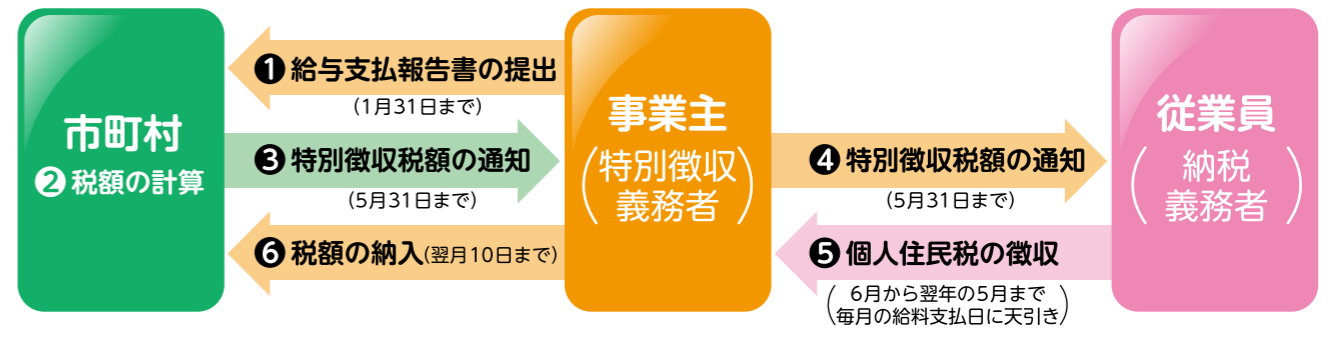 市町村
❷税額の計算
❶給与支払報告書の提出
（1月31日まで）
❸特別徴収税額の通知
（5月31日まで）
❻税額の納入（翌月10日まで）
事業主
（特別徴収
義務者）
❹特別徴収税額の通知
（5月31日まで）
❺個人住民税の徴収
（6月から翌年の5月まで
毎月の給料支払日に天引き）
従業員
（納税
義務者）